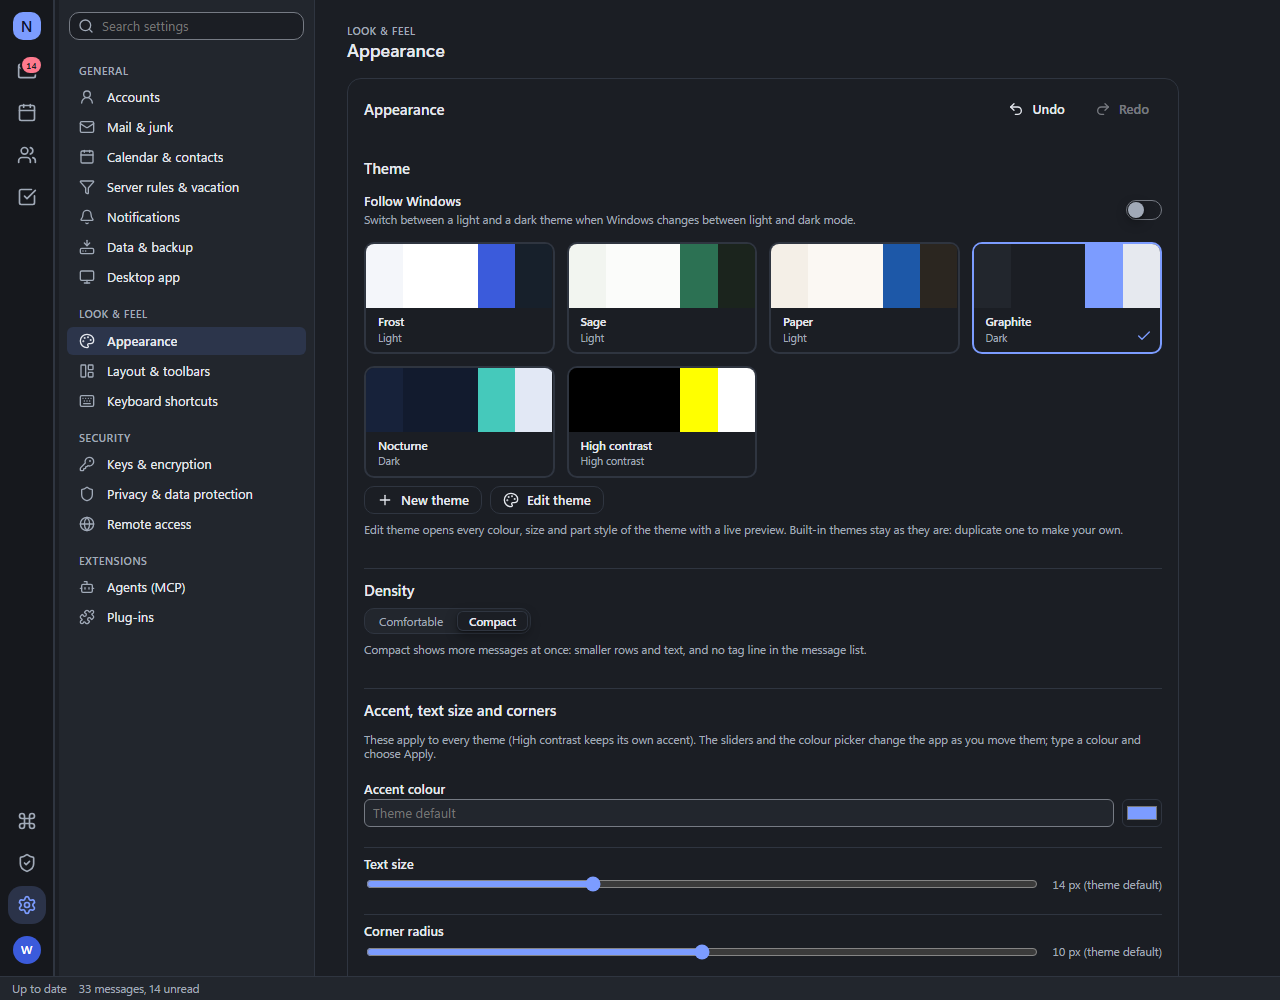 N
14
Search settings
GENERAL
Accounts
Mail & junk
Calendar & contacts
Server rules & vacation
Notifications
Data & backup
Desktop app
LOOK & FEEL
Appearance
Layout & toolbars
Keyboard shortcuts
SECURITY
Keys & encryption
Privacy & data protection
Remote access
EXTENSIONS
Agents (MCP)
Plug-ins
W
LOOK & FEEL
Appearance
Appearance
Undo
Redo
Theme
Follow Windows
Switch between a light and a dark theme when Windows changes between light and dark mode.
Frost
Light
Sage
Light
Paper
Light
Graphite
Dark
Nocturne
Dark
High contrast
High contrast
New theme
Edit theme
Edit theme opens every colour, size and part style of the theme with a live preview. Built-in themes stay as they are: duplicate one to make your own.
Density
Comfortable
Compact
Compact shows more messages at once: smaller rows and text, and no tag line in the message list.
Accent, text size and corners
These apply to every theme (High contrast keeps its own accent). The sliders and the colour picker change the app as you move them; type a colour and
choose Apply.
Accent colour
Theme default
Text size
14 px (theme default)
Corner radius
10 px (theme default)
Up to date
33 messages, 14 unread